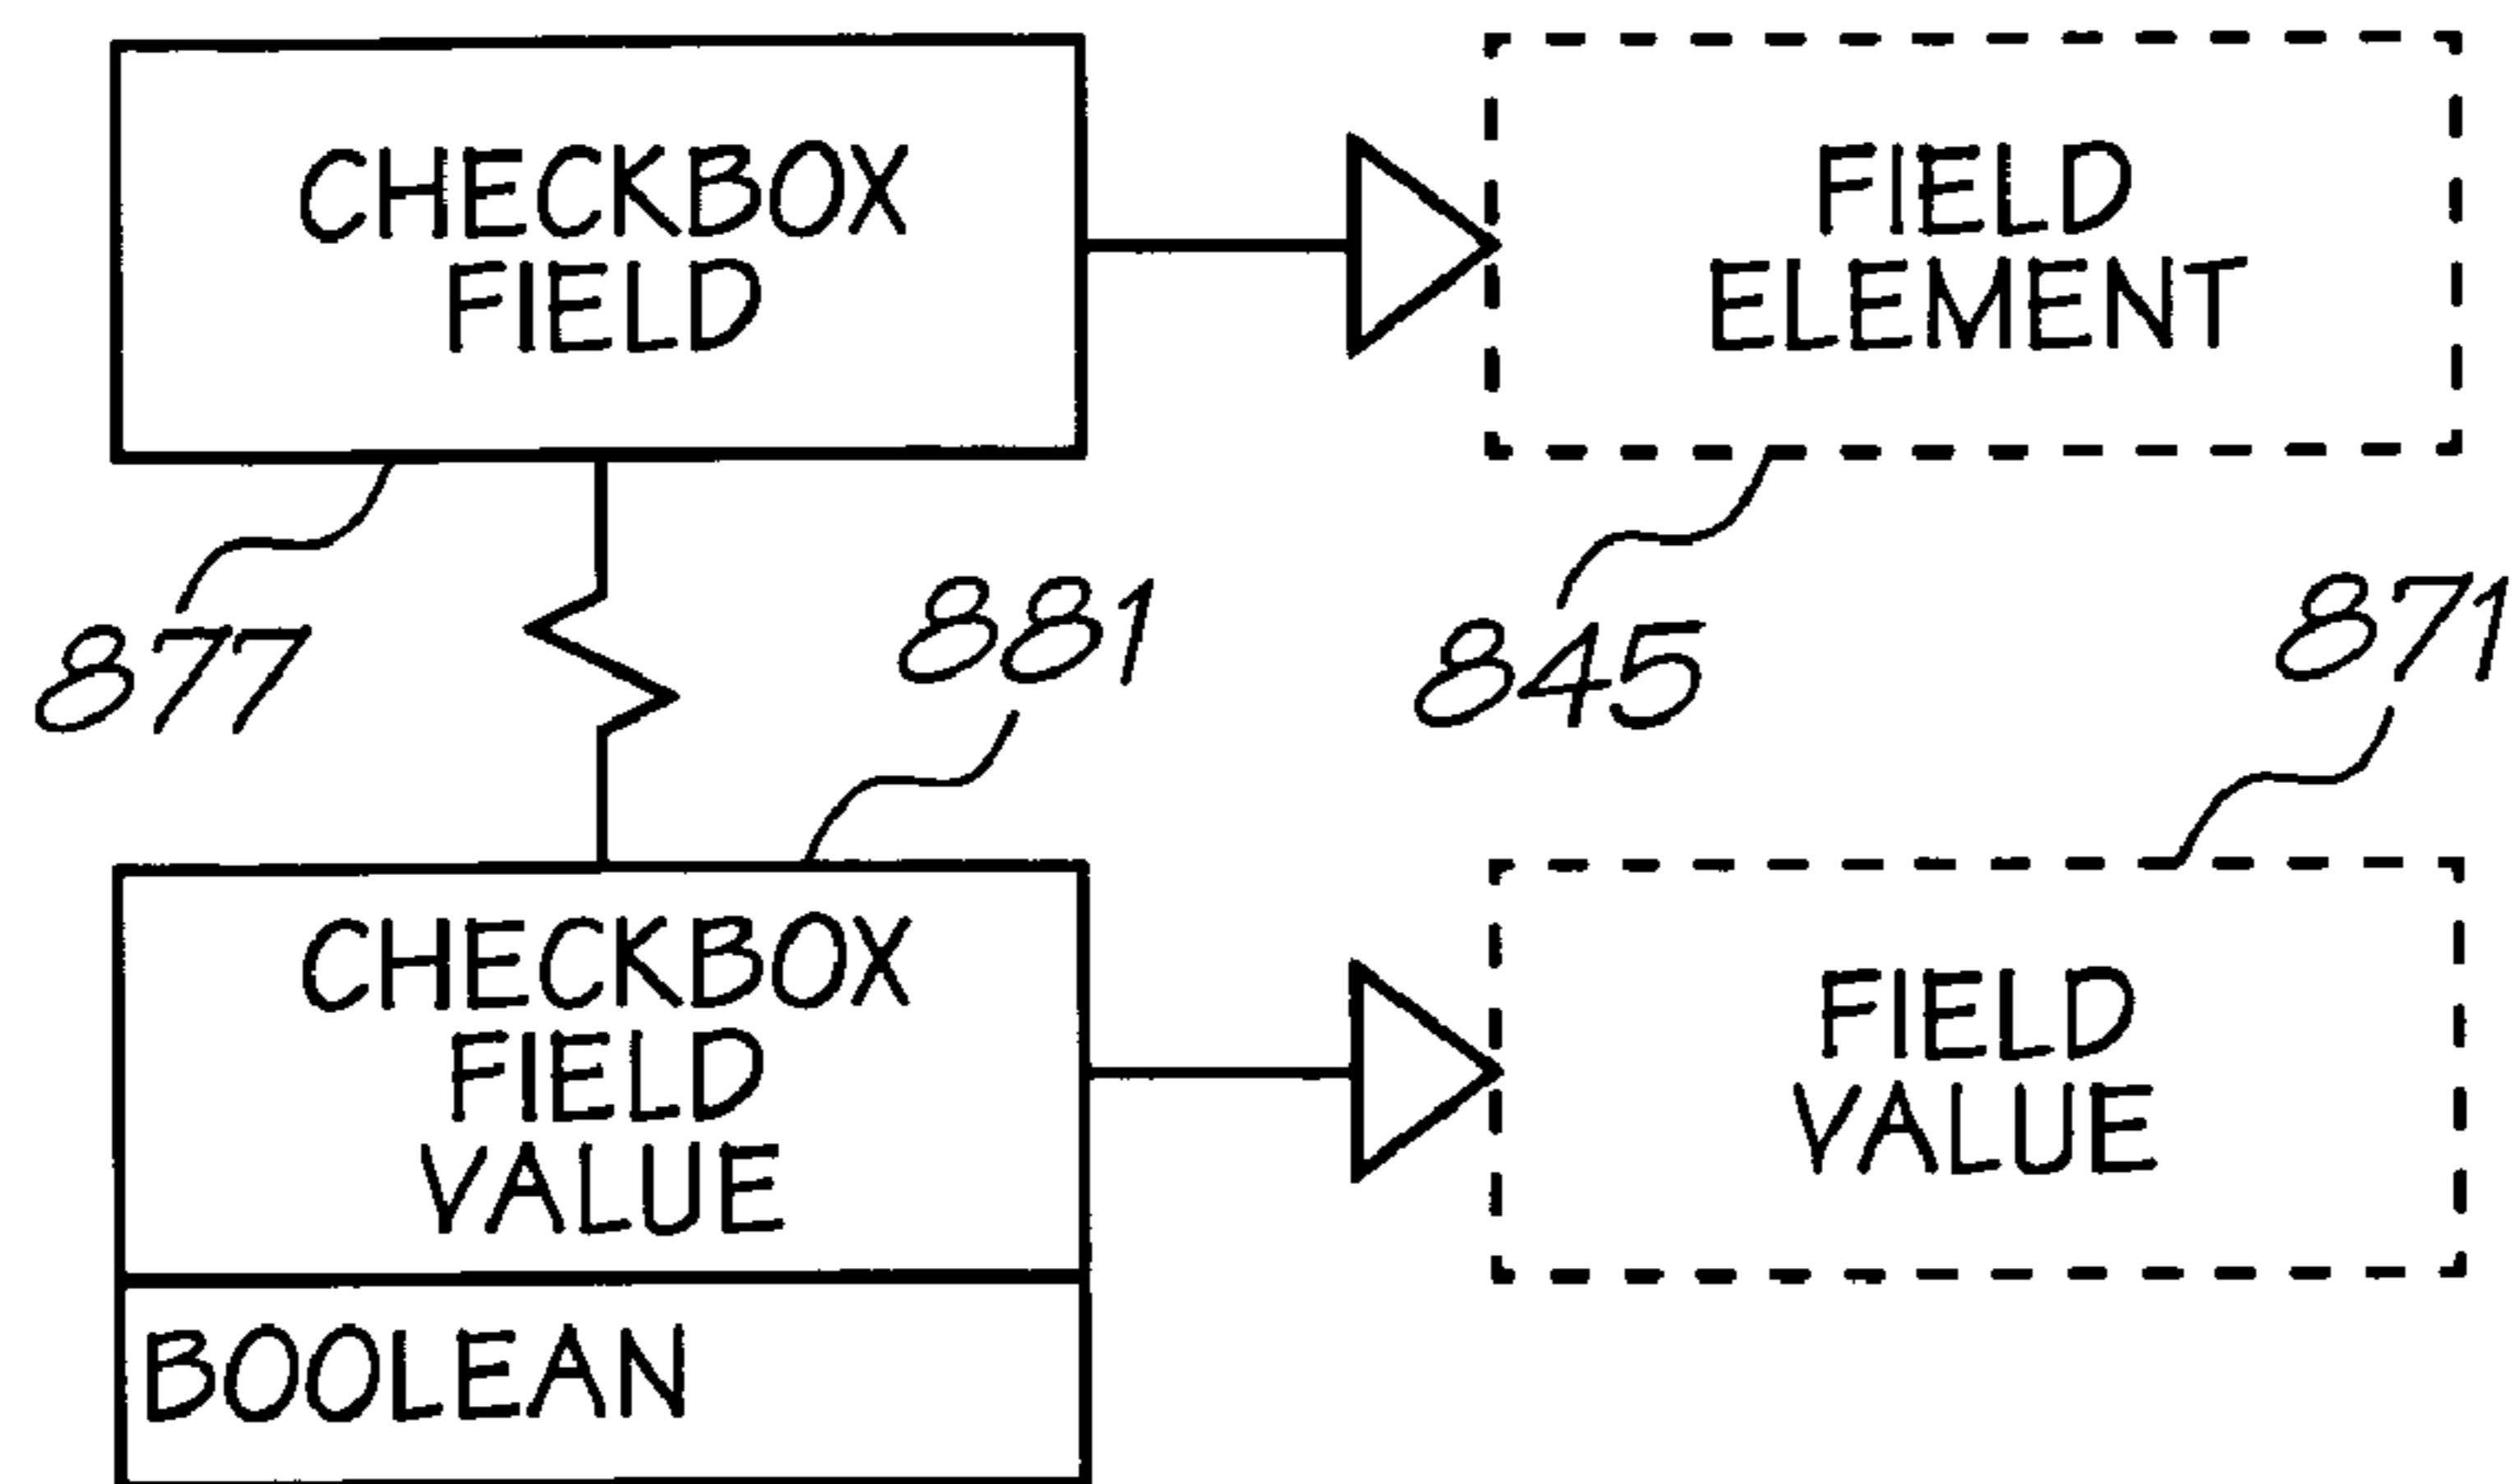 CHECKBOX
FIELD
FIELD
ELEMENT
877
881
845
871
CHECKBOX
FIELD
VALUE
BOOLEAN
FIELD
VALUE